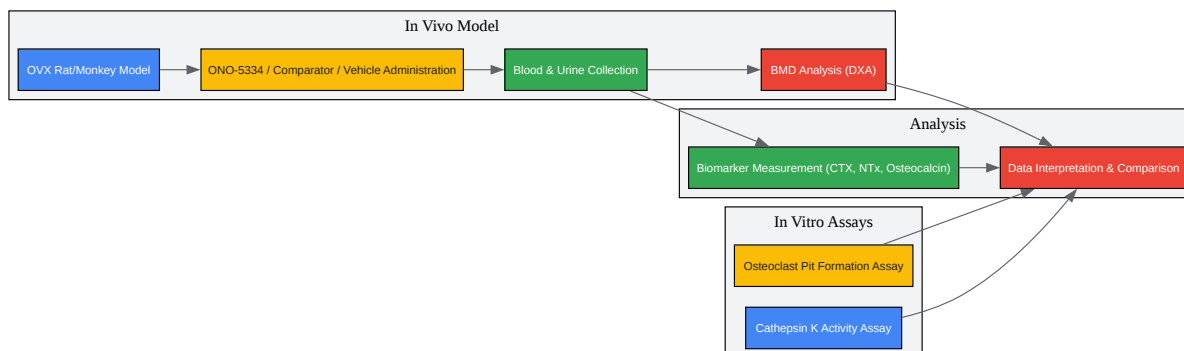 In Vivo Model
OVX Rat/Monkey Model
ONO-5334 / Comparator / Vehicle Administration
Blood & Urine Collection
BMD Analysis (DXA)
Analysis
Biomarker Measurement (CTX, NTx, Osteocalcin)
Data Interpretation & Comparison
In Vitro Assays
Osteoclast Pit Formation Assay
Cathepsin K Activity Assay